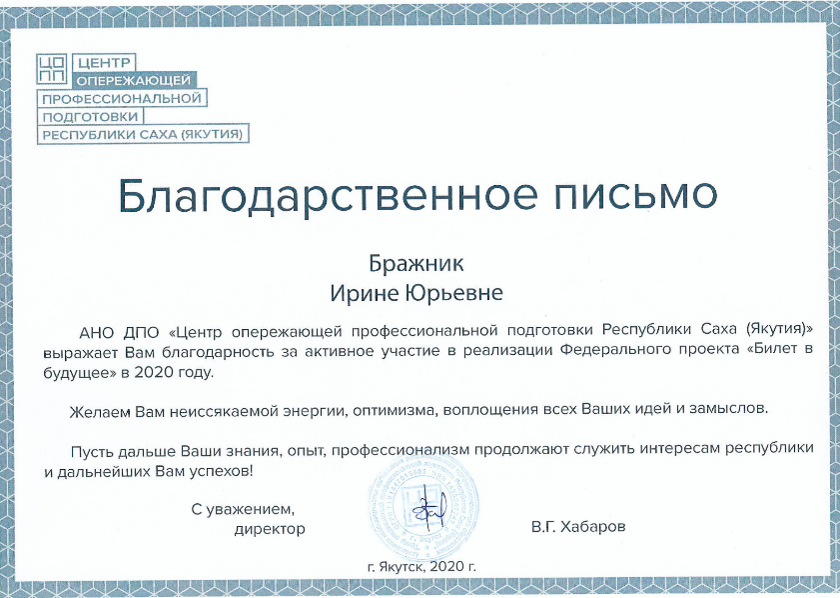 ЦО
ПП
ЦЕНТР
ОПЕРЕЖАЮЩЕЙ
ПРОФЕССИОНАЛЬНОЙ
ПОДГОТОВКИ
РЕСПУБЛИКИ САХА (ЯКУТИЯ)
Благодарственное письмо
Бражник
Ирине Юрьевне
АНО ДПО «Центр опережающей профессиональной подготовки Республики Саха (Якутия)»
выражает Вам благодарность за активное участие в реализации Федерального проекта «Билет в
будущее» в 2020 году.
Желаем Вам неиссякаемой энергии, оптимизма, воплощения всех Ваших идей и замыслов.
Пусть дальше Ваши знания, опыт, профессионализм продолжают служить интересам республики
и дальнейших Вам успехов!
С уважением,
директор
В.Г. Хабаров
г. Якутск, 2020 г.